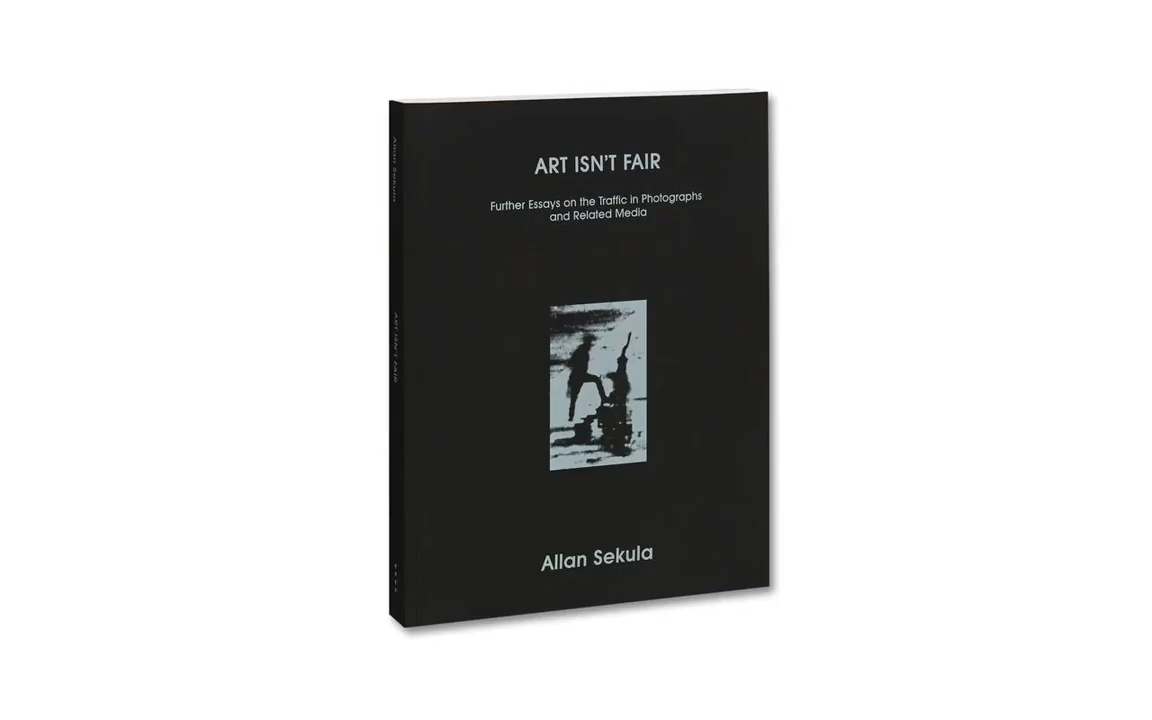 ART ISN'T FAIR
Further Essays on the Traffic in Photographs
and Related Media
Allan Sekula
Allan Sekula
ART ISN'T FAIR